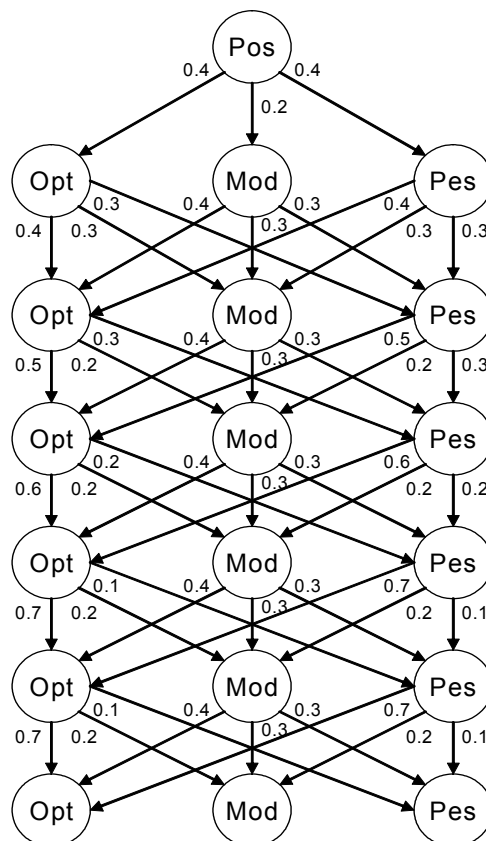 Pos
0.4 0.4
0.2
Opt Mod Pes
0.3 0.4 0.3 0.4
0.4 0.3 0.3 0.3 0.3
Opt Mod Pes
0.3 0.4 0.3 0.5
0.5 0.2 0.3 0.2 0.3
Opt Mod Pes
0.2 0.4 0.3 0.6
0.6 0.2 0.3 0.2 0.2
Opt Mod Pes
0.1 0.4 0.3 0.7
0.7 0.2 0.3 0.2 0.1
Opt Mod Pes
0.1 0.4 0.3 0.7
0.7 0.2 0.3 0.2 0.1
Opt Mod Pes